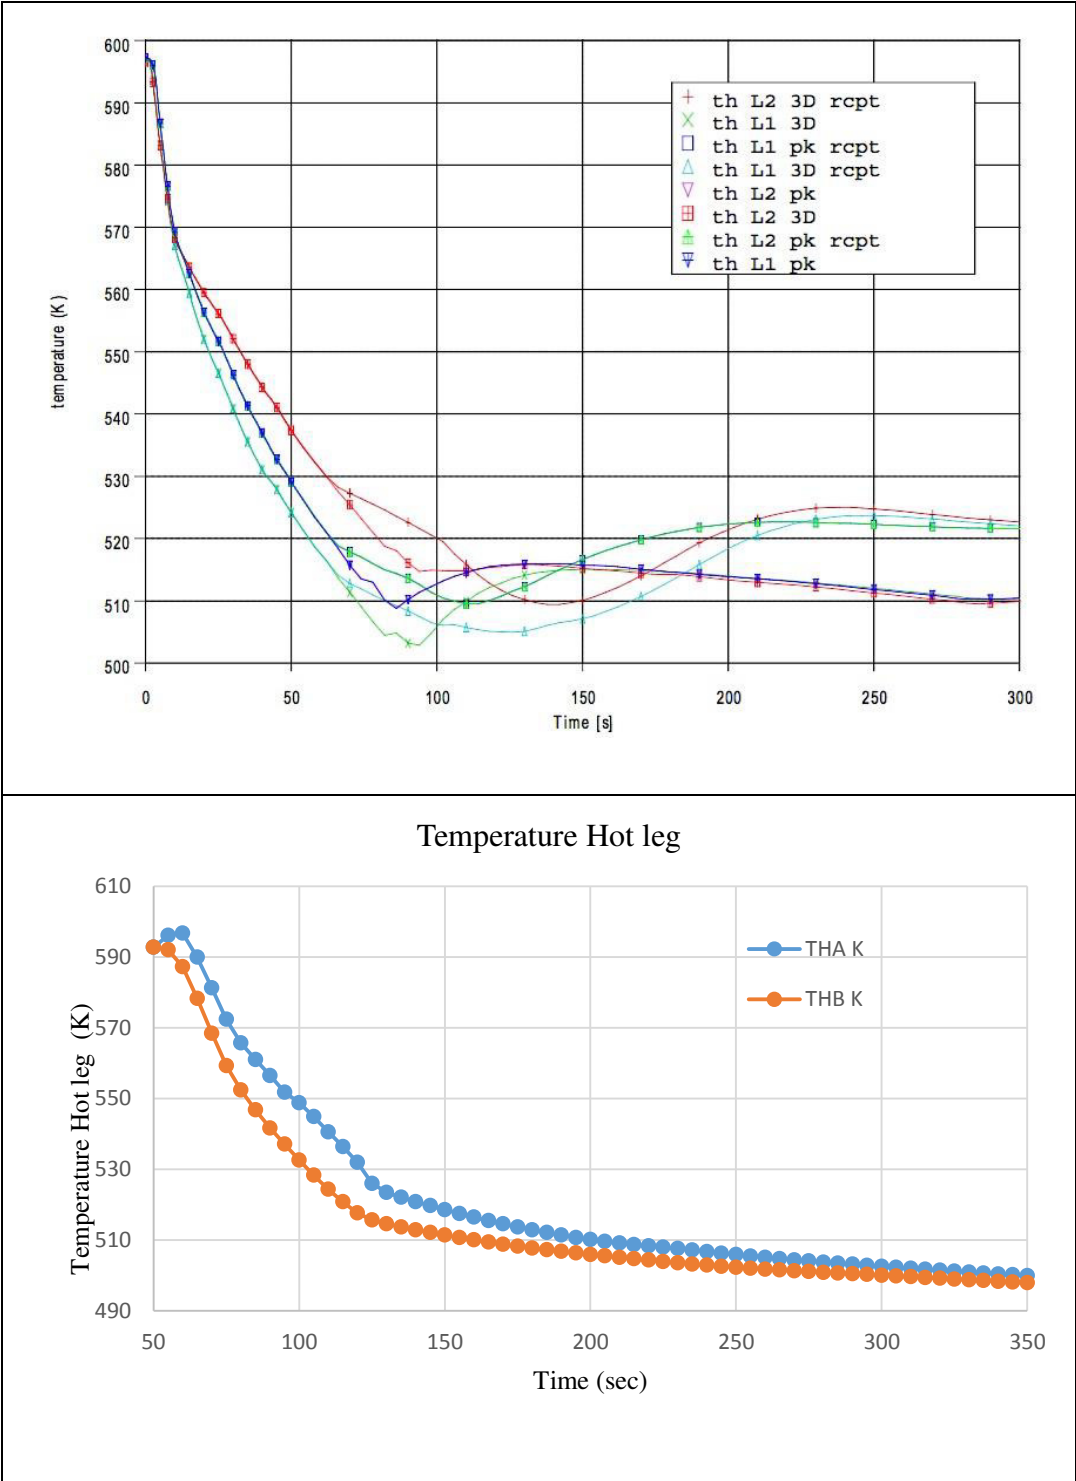 600
590
580
570
560
550
540
530
520
510
500
temperature (K)
th L2 3D rcpt
th L1 3D
th L1 pk rcpt
th L1 3D rcpt
th L2 pk
th L2 3D
th L2 pk rcpt
th L1 pk
0 50 100 150 200 250 300
Time [s]
Temperature Hot leg
610
590
570
550
530
510
490
Temperature Hot leg (K)
THA K
THB K
50 100 150 200 250 300 350
Time (sec)